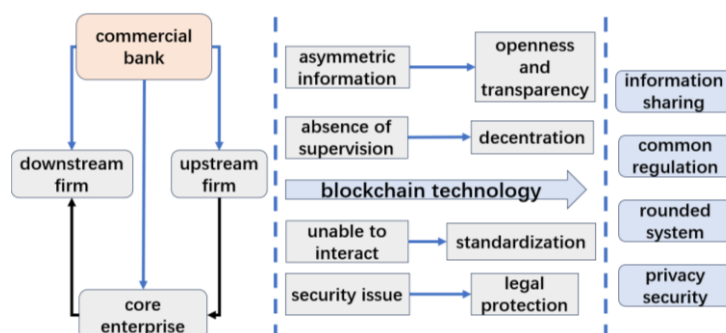 commercial
bank
downstream
firm
upstream
firm
core
enterprise
asymmetric
information
openness
and
transparency
absence of
supervision
decentration
blockchain technology
unable to
interact
standardization
security issue
legal
protection
information
sharing
common
regulation
rounded
system
privacy
security